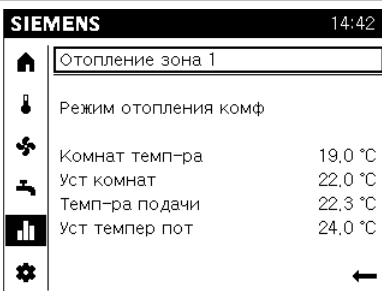 SIEMENS 14:42
Отопление зона 1
Режим отопления комф
Комнат темп-ра 19,0 °C
Уст комнат 22,0 °C
Темп-ра подачи 22,3 °C
Уст темпер пот 24,0 °C